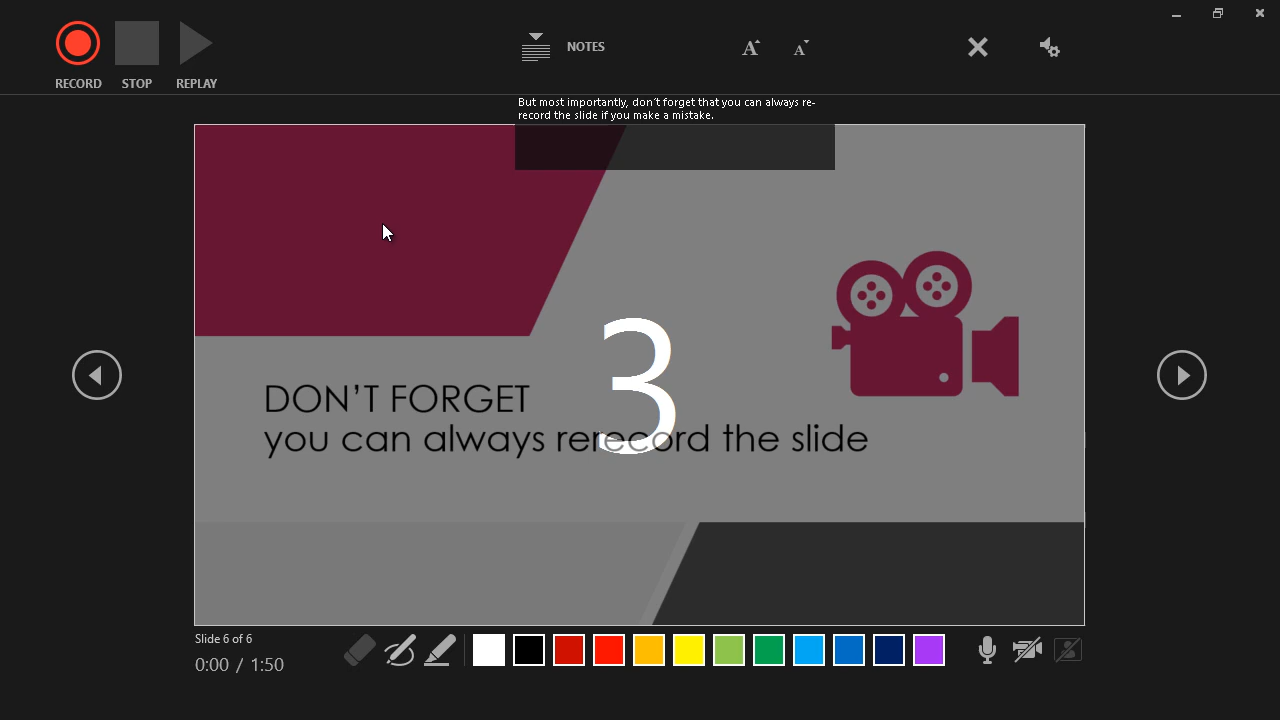 RECORD
STOP
REPLAY
NOTES
A
A
But most importantly, don't forget that you can always re-
record the slide if you make a mistake.
3
DON'T FORGET
you can always rerecord the slide
Slide 6 of 6
0:00 / 1:50